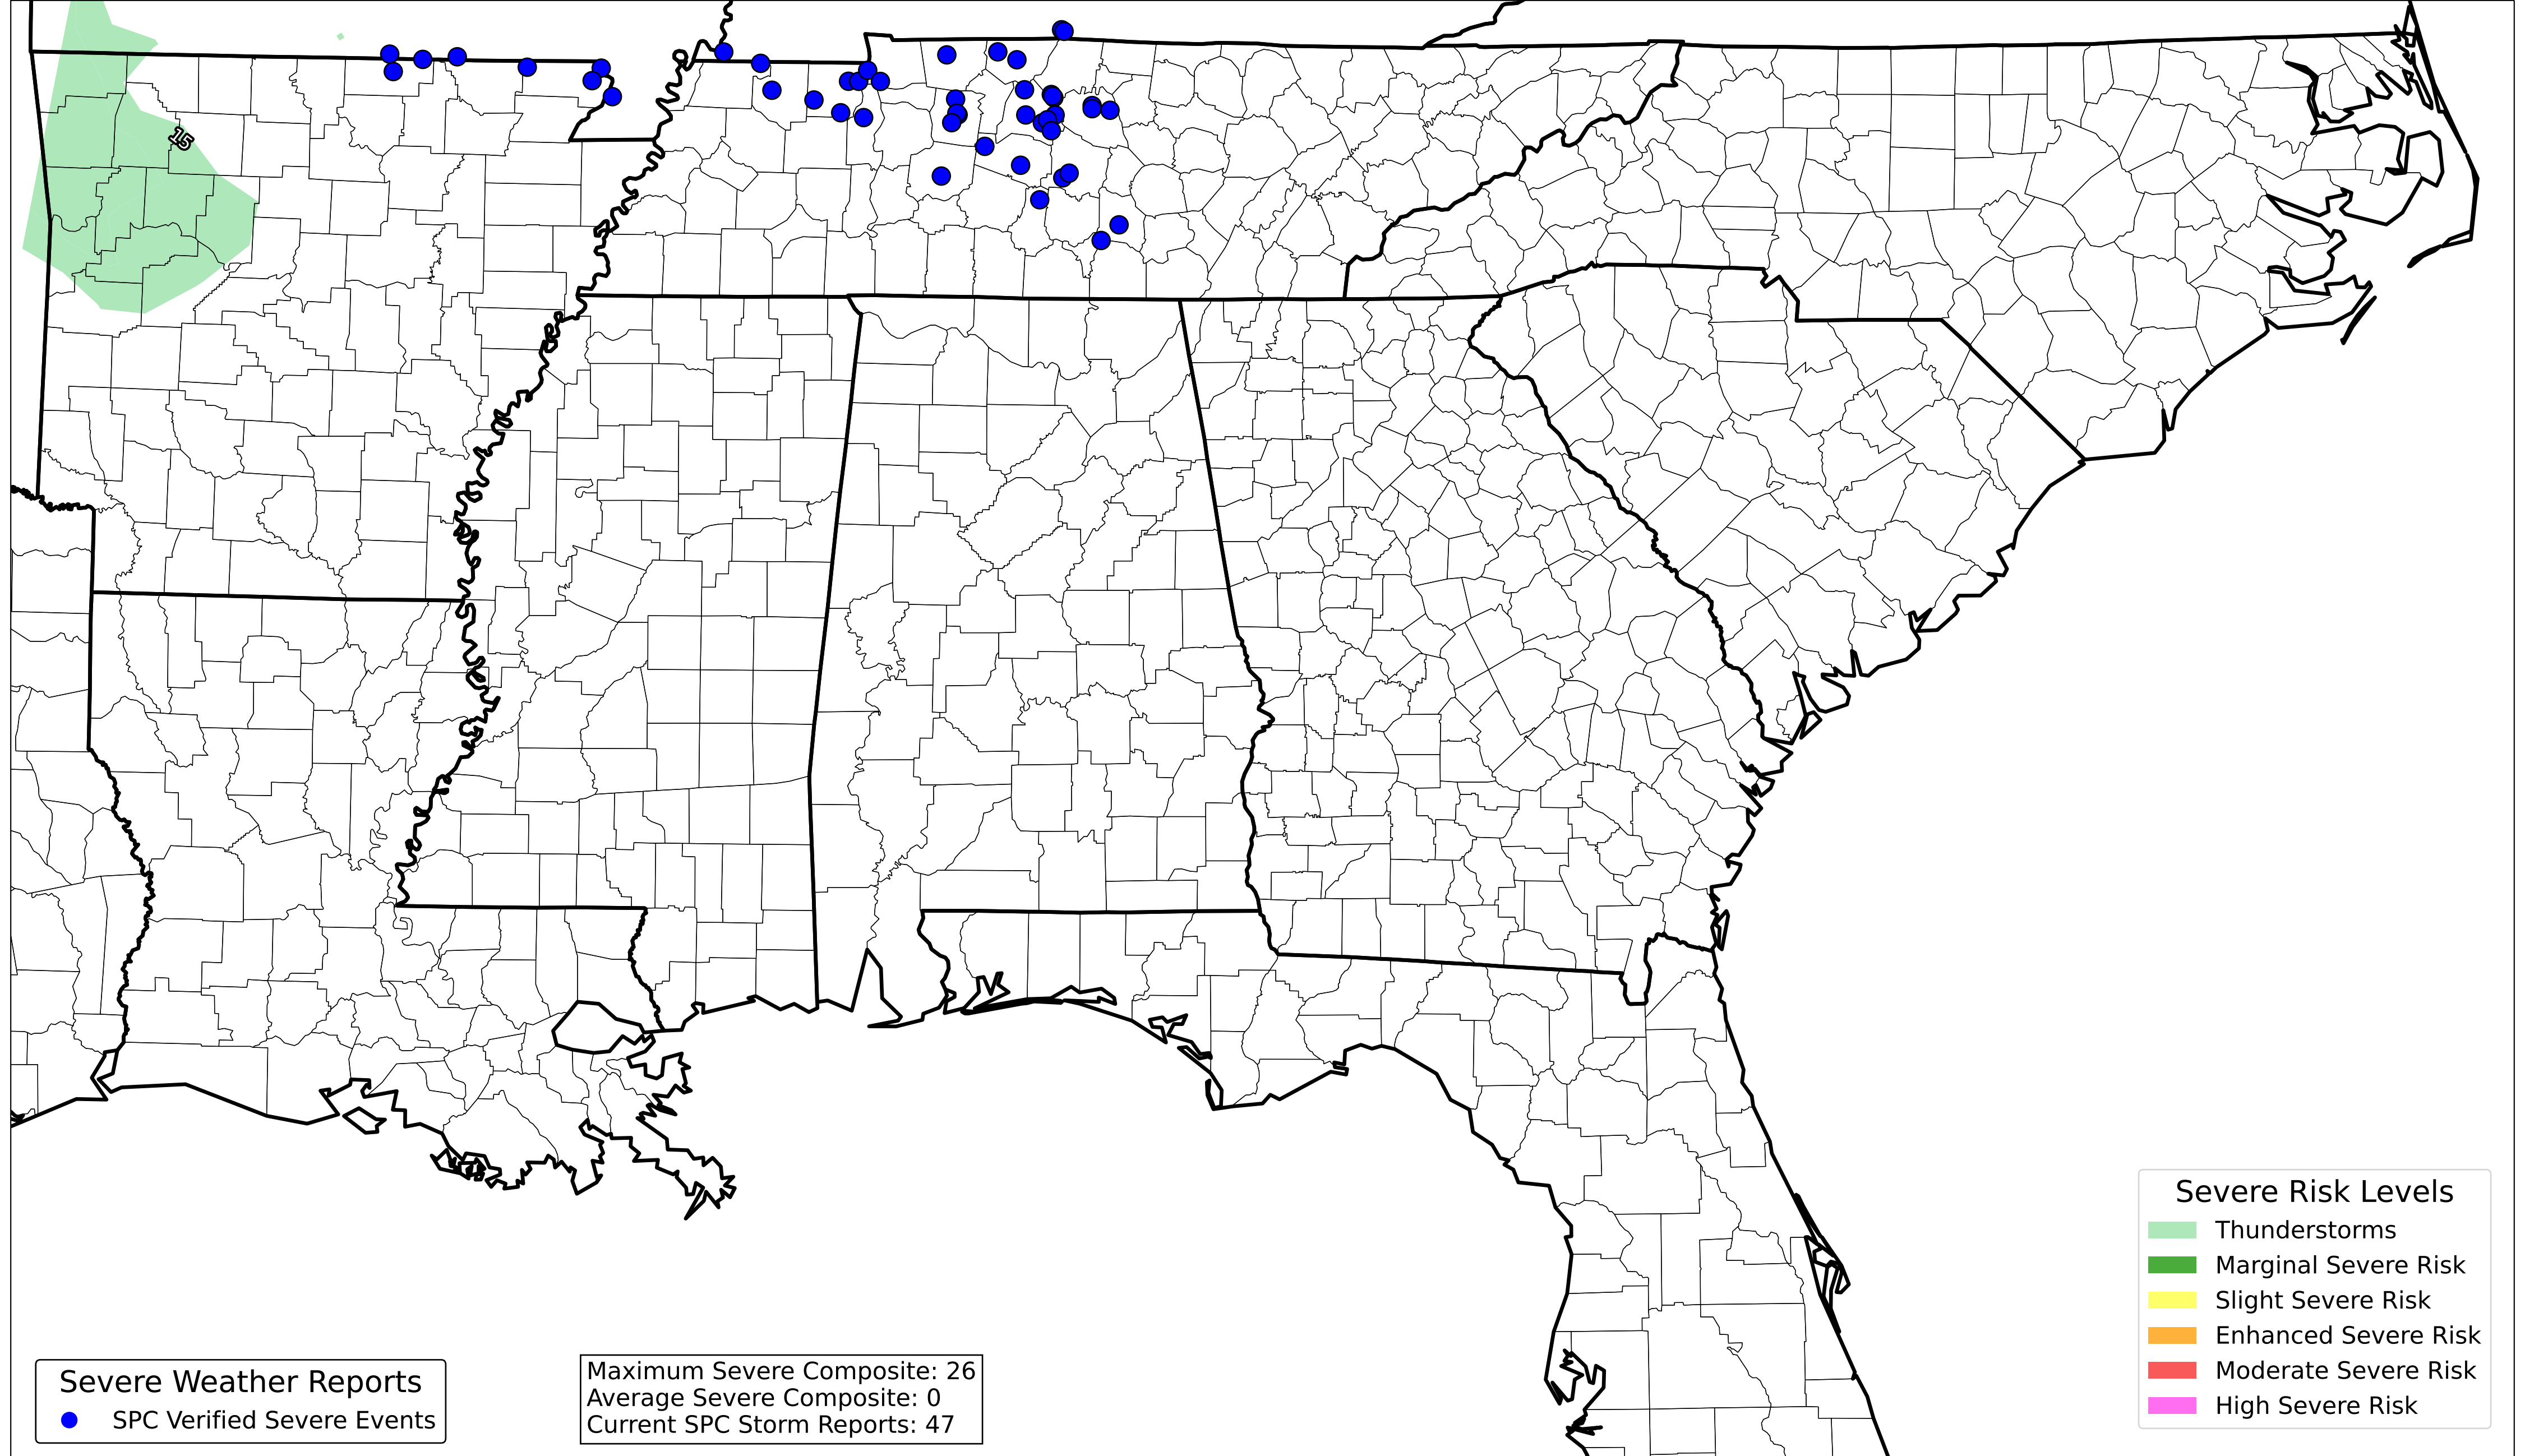 15
Severe Risk Levels
Thunderstorms
Marginal Severe Risk
Slight Severe Risk
Enhanced Severe Risk
Moderate Severe Risk
High Severe Risk
Severe Weather Reports
SPC Verified Severe Events
Maximum Severe Composite: 26
Average Severe Composite: 0
Current SPC Storm Reports: 47